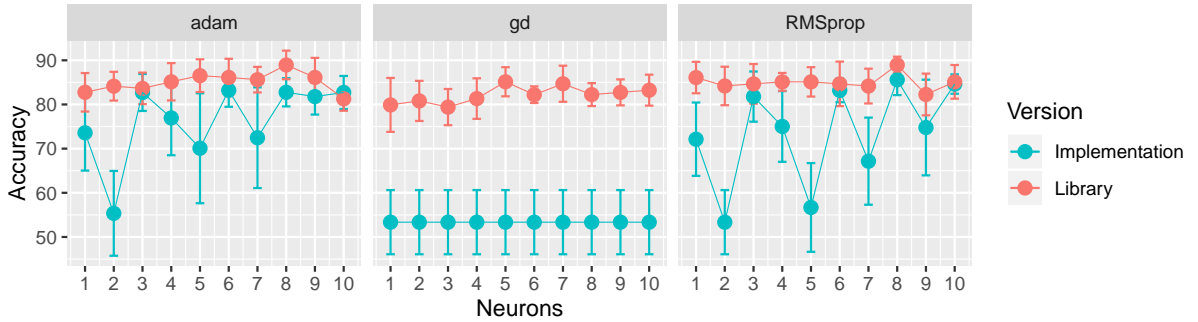 adam gd RMSprop
Accuracy
90
80
70
60
50
1 2 3 4 5 6 7 8 9 10 1 2 3 4 5 6 7 8 9 10 1 2 3 4 5 6 7 8 9 10
Neurons
Version
Implementation
Library